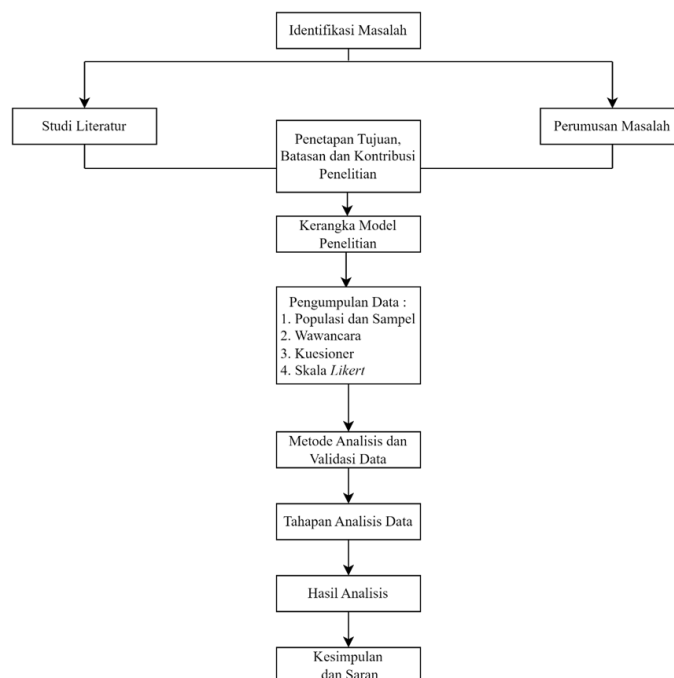 Identifikasi Masalah
Studi Literatur
Perumusan Masalah
Penetapan Tujuan,
Batasan dan Kontribusi
Penelitian
Kerangka Model
Penelitian
Pengumpulan Data :
1. Populasi dan Sampel
2. Wawancara
3. Kuesioner
4. Skala Likert
Metode Analisis dan
Validasi Data
Tahapan Analisis Data
Hasil Analisis
Kesimpulan
dan Saran